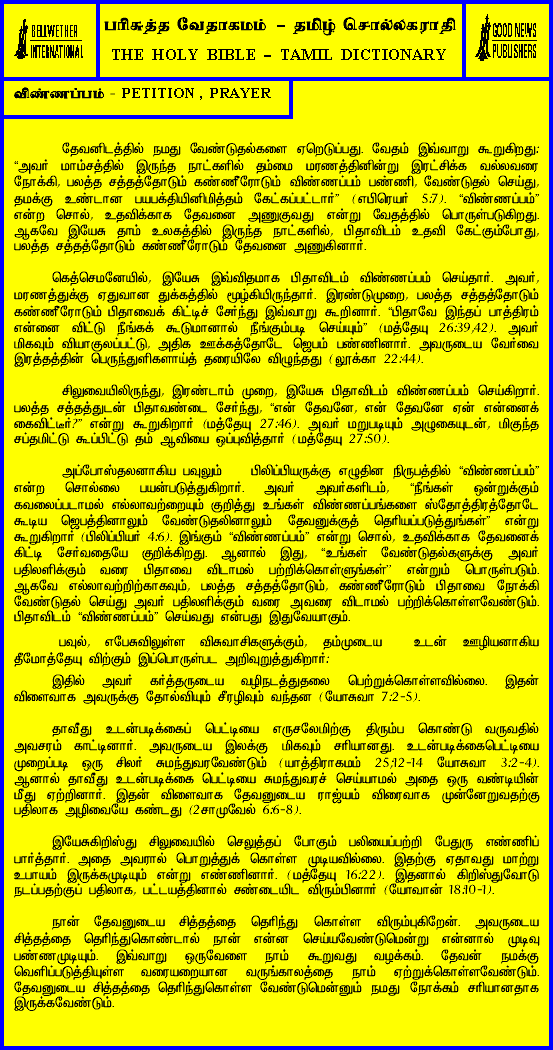 BELLWETHER
INTERNATIONAL
பரிசுத்த வேதாகமம் – தமிழ் சொல்லகராதி
THE HOLY BIBLE – TAMIL DICTIONARY
GOOD NEWS
PUBLISHERS
விண்ணப்பம் - PETITION , PRAYER
தேவனிடத்தில் நமது வேண்டுதல்களை ஏறெடுப்பது. வேதம் இவ்வாறு கூறுகிறது:
“அவர் மாம்சத்தில் இருந்த நாட்களில் தம்மை மரணத்தினின்று இரட்சிக்க வல்லவரை
நோக்கி, பலத்த சத்தத்தோடும் கண்ணீரோடும் விண்ணப்பம் பண்ணி, வேண்டுதல் செய்து,
தமக்கு உண்டான பயபக்தியினிமித்தம் கேட்கப்பட்டார்” (எபிரெயர் 5:7). “விண்ணப்பம்”
என்ற சொல், உதவிக்காக தேவனை அணுகுவது என்று வேதத்தில் பொருள்படுகிறது.
ஆகவே இயேசு தாம் உலகத்தில் இருந்த நாட்களில், பிதாவிடம் உதவி கேட்கும்போது,
பலத்த சத்தத்தோடும் கண்ணீரோடும் தேவனை அணுகினார்.
கெத்செமனேயில், இயேசு இவ்விதமாக பிதாவிடம் விண்ணப்பம் செய்தார். அவர்,
மரணத்துக்கு ஏதுவான துக்கத்தில் மூழ்கியிருந்தார். இரண்டுமுறை, பலத்த சத்தத்தோடும்
கண்ணீரோடும் பிதாவைக் கிட்டிச் சேர்ந்து இவ்வாறு கூறினார். “பிதாவே இந்தப் பாத்திரம்
என்னை விட்டு நீங்கக் கூடுமானால் நீங்கும்படி செய்யும்” (மத்தேயு 26:39,42). அவர்
மிகவும் வியாகுலப்பட்டு, அதிக ஊக்கத்தோடே ஜெபம் பண்ணினார். அவருடைய வேர்வை
இரத்தத்தின் பெருந்துளிகளாய்த் தரையிலே விழுந்தது (லூக்கா 22:44).
சிலுவையிலிருந்து, இரண்டாம் முறை, இயேசு பிதாவிடம் விண்ணப்பம் செய்கிறார்.
பலத்த சத்தத்துடன் பிதாவண்டை சேர்ந்து, “என் தேவனே, என் தேவனே ஏன் என்னைக்
கைவிட்டீர்?” என்று கூறுகிறார் (மத்தேயு 27:46). அவர் மறுபடியும் அழுகையுடன், மிகுந்த
சப்தமிட்டு கூப்பிட்டு தம் ஆவியை ஒப்புவித்தார் (மத்தேயு 27:50).
அப்போஸ்தலனாகிய பவுலும் பிலிப்பியருக்கு எழுதின நிருபத்தில் “விண்ணப்பம்”
என்ற சொல்லை பயன்படுத்துகிறார். அவர் அவர்களிடம், “நீங்கள் ஒன்றுக்கும்
கவலைப்படாமல் எல்லாவற்றையும் குறித்து உங்கள் விண்ணப்பங்களை ஸ்தோத்திரத்தோடே
கூடிய ஜெபத்தினாலும் வேண்டுதலினாலும் தேவனுக்குத் தெரியப்படுத்துங்கள்” என்று
கூறுகிறார் (பிலிப்பியர் 4:6). இங்கும் “விண்ணப்பம்” என்று சொல், உதவிக்காக தேவனைக்
கிட்டி சேர்வதையே குறிக்கிறது. ஆனால் இது, “உங்கள் வேண்டுதல்களுக்கு அவர்
பதிலளிக்கும் வரை பிதாவை விடாமல் பற்றிக்கொள்ளுங்கள்” என்றும் பொருள்படும்.
ஆகவே எல்லாவற்றிற்காகவும், பலத்த சத்தத்தோடும், கண்ணீரோடும் பிதாவை நோக்கி
வேண்டுதல் செய்து அவர் பதிலளிக்கும் வரை அவரை விடாமல் பற்றிக்கொள்ளவேண்டும்.
பிதாவிடம் “விண்ணப்பம்” செய்வது என்பது இதுவேயாகும்.
பவுல், எபேசுவிலுள்ள விசுவாசிகளுக்கும், தம்முடைய உடன் ஊழியனாகிய
தீமோத்தேயு விற்கும் இப்பொருள்பட அறிவுறுத்துகிறார்:
இதில் அவர் கர்த்தருடைய வழிநடத்துதலை பெற்றுக்கொள்ளவில்லை. இதன்
விளைவாக அவருக்கு தோல்வியும் சீரழிவும் வந்தன (யோசுவா 7:2-5).
தாவீது உடன்படிக்கைப் பெட்டியை எருசலேமிற்கு திரும்ப கொண்டு வருவதில்
அவசரம் காட்டினார். அவருடைய இலக்கு மிகவும் சரியானது. உடன்படிக்கைபெட்டியை
முறைப்படி ஒரு சிலர் சுமந்துவரவேண்டும் (யாத்திராகமம் 25:12-14 யோசுவா 3:2-4).
ஆனால் தாவீது உடன்படிக்கை பெட்டியை சுமந்துவரச் செய்யாமல் அதை ஒரு வண்டியின்
மீது ஏற்றினார். இதன் விளைவாக தேவனுடைய ராஜ்யம் விரைவாக முன்னேறுவதற்கு
பதிலாக அழிவையே கண்டது (2சாமுவேல் 6:6-8).
இயேசுகிறிஸ்து சிலுவையில் செலுத்தப் போகும் பலியைப்பற்றி பேதுரு எண்ணிப்
பார்த்தார். அதை அவரால் பொறுத்துக் கொள்ள முடியவில்லை. இதற்கு ஏதாவது மாற்று
உபாயம் இருக்கமுடியும் என்று எண்ணினார். (மத்தேயு 16:22). இதனால் கிறிஸ்துவோடு
நடப்பதற்குப் பதிலாக, பட்டயத்தினால் சண்டையிட விரும்பினார் (யோவான் 18:10-1).
நான் தேவனுடைய சித்தத்தை தெரிந்து கொள்ள விரும்புகிறேன். அவருடைய
சித்தத்தை தெரிந்துகொண்டால் நான் என்ன செய்யவேண்டுமென்று என்னால் முடிவு
பண்ணமுடியும். இவ்வாறு ஒருவேளை நாம் கூறுவது வழக்கம். தேவன் நமக்கு
வெளிப்படுத்தியுள்ள வரையறையான வருங்காலத்தை நாம் ஏற்றுக்கொள்ளவேண்டும்.
தேவனுடைய சித்தத்தை தெரிந்துகொள்ள வேண்டுமென்னும் நமது நோக்கம் சரியானதாக
இருக்கவேண்டும்.